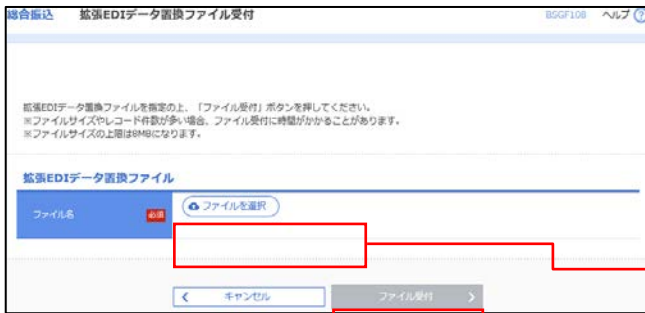 総合振込 拡張EDIデータ置換ファイル受付 BSGF108 ヘルプ ?
拡張EDIデータ置換ファイルを指定の上、「ファイル受付」ボタンを押してください。
※ファイルサイズやレコード件数が多い場合、ファイル受付に時間がかかることがあります。
※ファイルサイズの上限は8MBになります。
拡張EDIデータ置換ファイル
ファイル名 必須 ファイルを選択
キャンセル ファイル受付